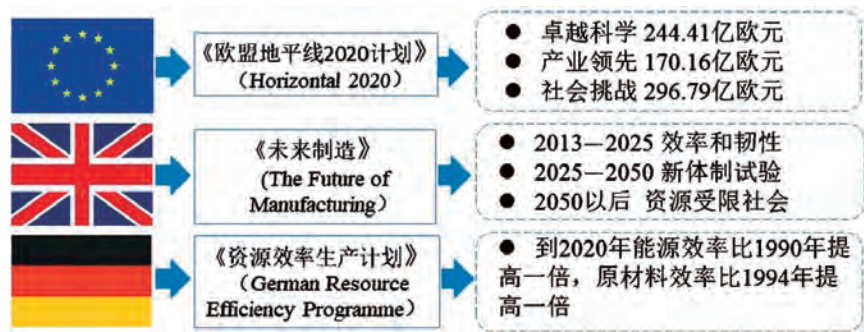 《欧盟地平线2020计划》
（Horizontal 2020）
● 卓越科学 244.41亿欧元
● 产业领先 170.16亿欧元
● 社会挑战 296.79亿欧元
《未来制造》
(The Future of
Manufacturing）
● 2013—2025 效率和韧性
● 2025—2050 新体制试验
● 2050以后 资源受限社会
《资源效率生产计划》
（German Resource
Efficiency Programme）
● 到2020年能源效率比1990年提
高一倍，原材料效率比1994年提
高一倍